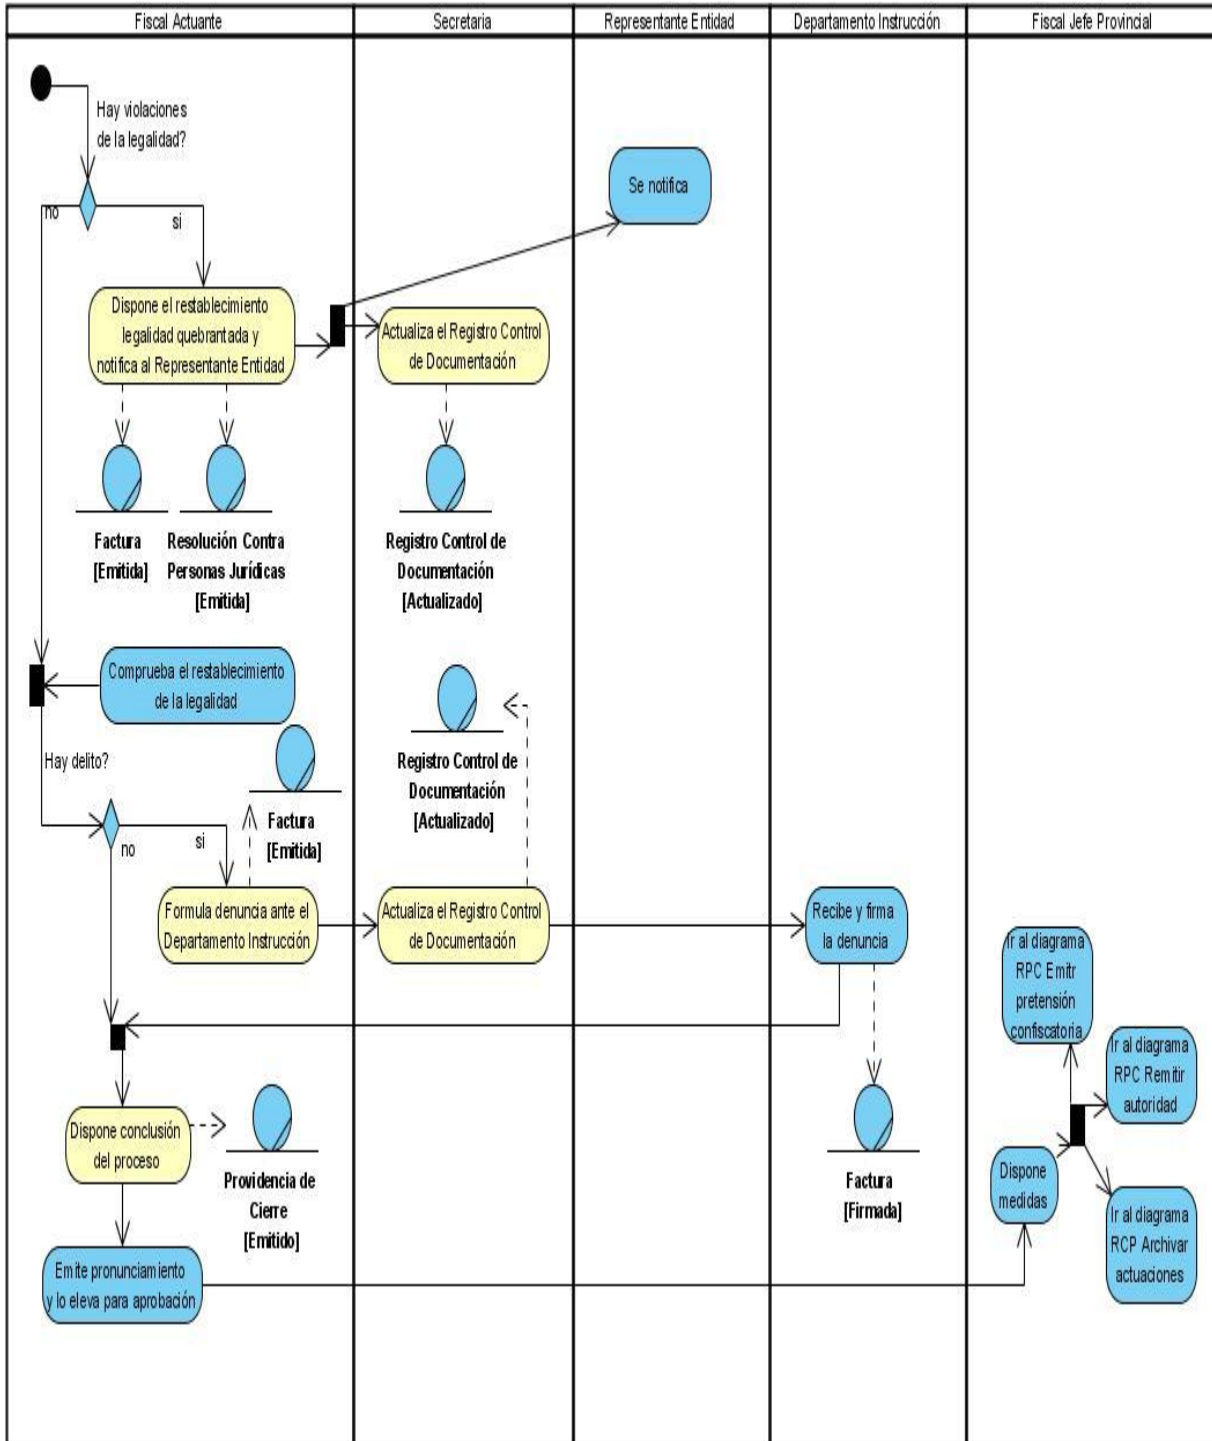 Fiscal Actuante
Secretaria
Representante Entidad
Departamento Instrucción
Fiscal Jefe Provincial
Hay violaciones
de la legalidad?
no
si
Se notifica
Dispone el restablecimiento
legalidad quebrantada y
notifica al Representante Entidad
Actualiza el Registro Control
de Documentación
Factura
[Emitida]
Resolución Contra
Personas Jurídicas
[Emitida]
Registro Control de
Documentación
[Actualizado]
Comprueba el restablecimiento
de la legalidad
Hay delito?
Factura
[Emitida]
Registro Control de
Documentación
[Actualizado]
no
si
Formula denuncia ante el
Departamento Instrucción
Actualiza el Registro Control
de Documentación
Recibe y firma
la denuncia
Ir al diagrama
RPC Emitr
pretensión
confiscatoria
Ir al diagrama
RPC Remitir
autoridad
Dispone conclusión
del proceso
Providencia de
Cierre
[Emitido]
Factura
[Firmada]
Dispone
medidas
Ir al diagrama
RCP Archivar
actuaciones
Emite pronunciamiento
y lo eleva para aprobación